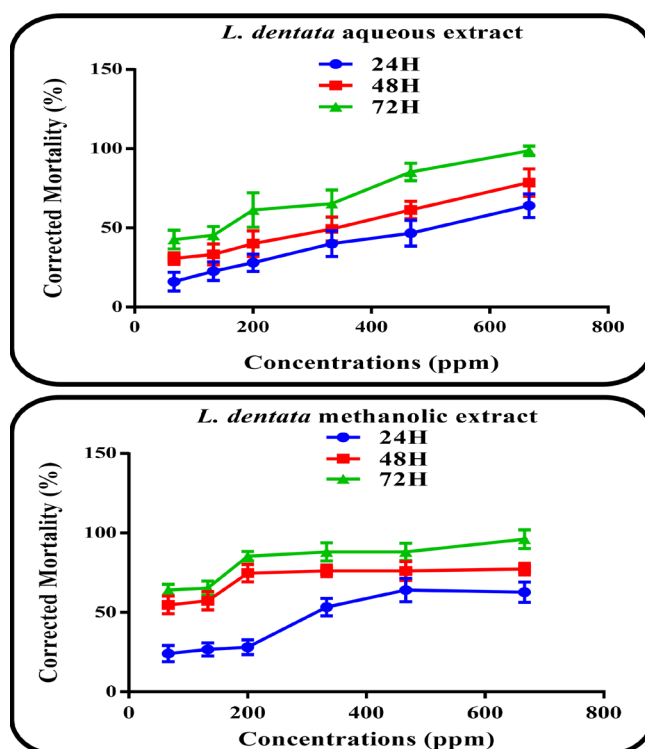 L. dentata aqueous extract
24H
48H
72H
Corrected Mortality (%)
150
100
50
0
0 200 400 600 800
Concentrations (ppm)
L. dentata methanolic extract
24H
48H
72H
Corrected Mortality (%)
150
100
50
0
0 200 400 600 800
Concentrations (ppm)